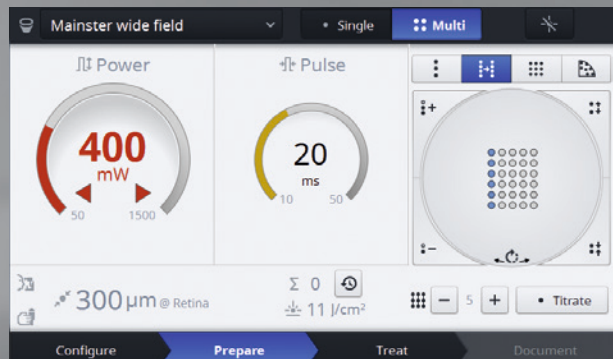 Mainster wide field
Single
Multi
Power
Pulse
400
mW
50 1500
20
ms
10 50
300 µm @ Retina
Σ 0
11 J/cm²
5
Titrate
Configure
Prepare
Treat
Document